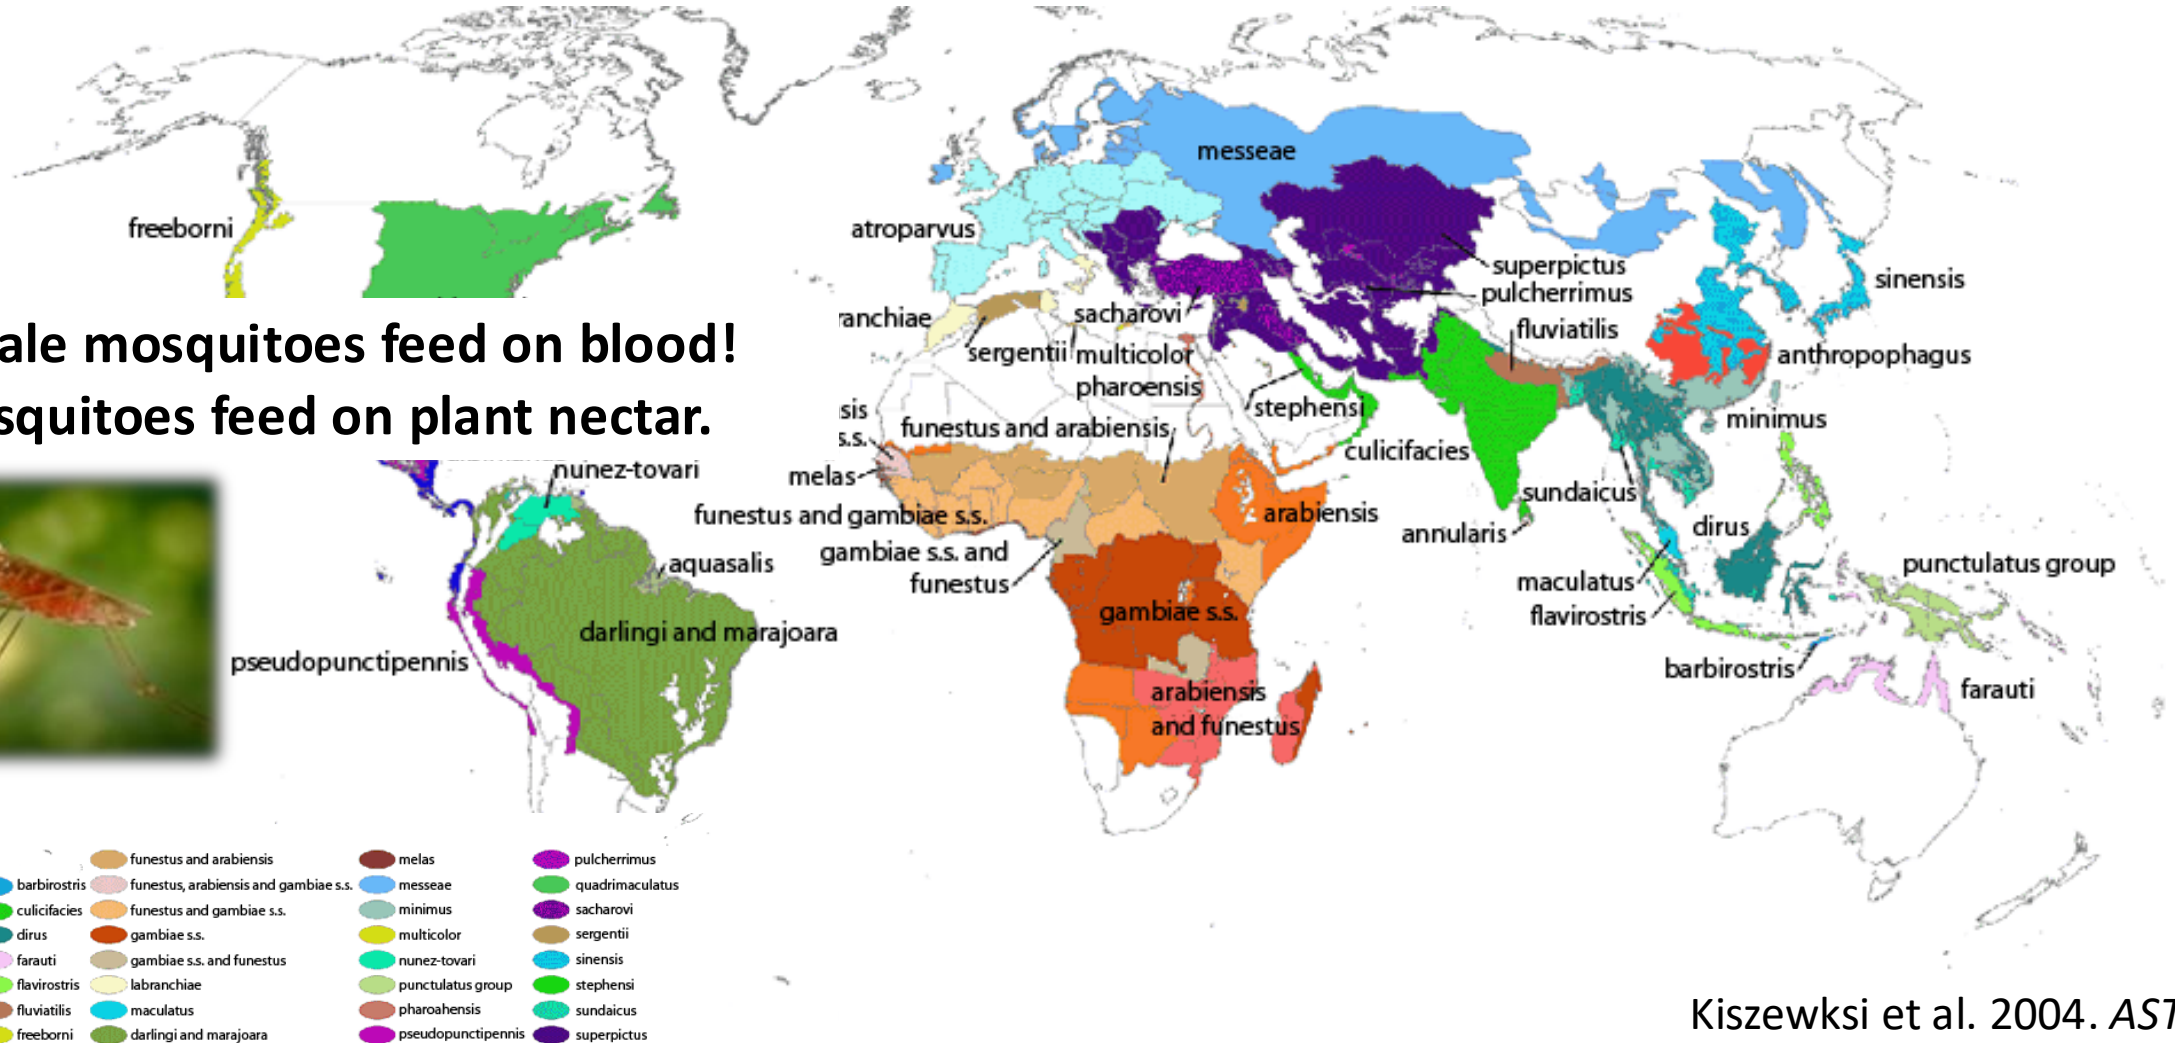 messeae
freeborni
atroparvus
superpictus
pulcherrimus
sinensis
ranchiae
sacharovi
fluviatilis
ale mosquitoes feed on blood!
sergentii
multicolor
anthropophagus
pharoensis
squitoes feed on plant nectar.
sis
stephensi
minimus
s.s.
funestus and arabiensis
culicifacies
nunez-tovari
melas
sundaicus
funestus and gambiae s.s.
arabiensis
annularis
dirus
gambiae s.s. and
funestus
aquasalis
punctulatus group
maculatus
flavirostris
gambiae s.s.
darlingi and marajoara
pseudopunctipennis
barbirostris
arabiensis
and funestus
farauti
funestus and arabiensis
melas
pulcherrimus
barbirostris
funestus, arabiensis and gambiae s.s.
messeae
quadrimaculatus
culicifacies
funestus and gambiae s.s.
minimus
sacharovi
dirus
gambiae s.s.
multicolor
sergentii
farauti
gambiae s.s. and funestus
nunez-tovari
sinensis
flavirostris
labranchiae
punctulatus group
stephensi
fluviatilis
maculatus
pharoahensis
sundaicus
freeborni
darlingi and marajoara
pseudopunctipennis
superpictus
Kiszewksi et al. 2004. AST